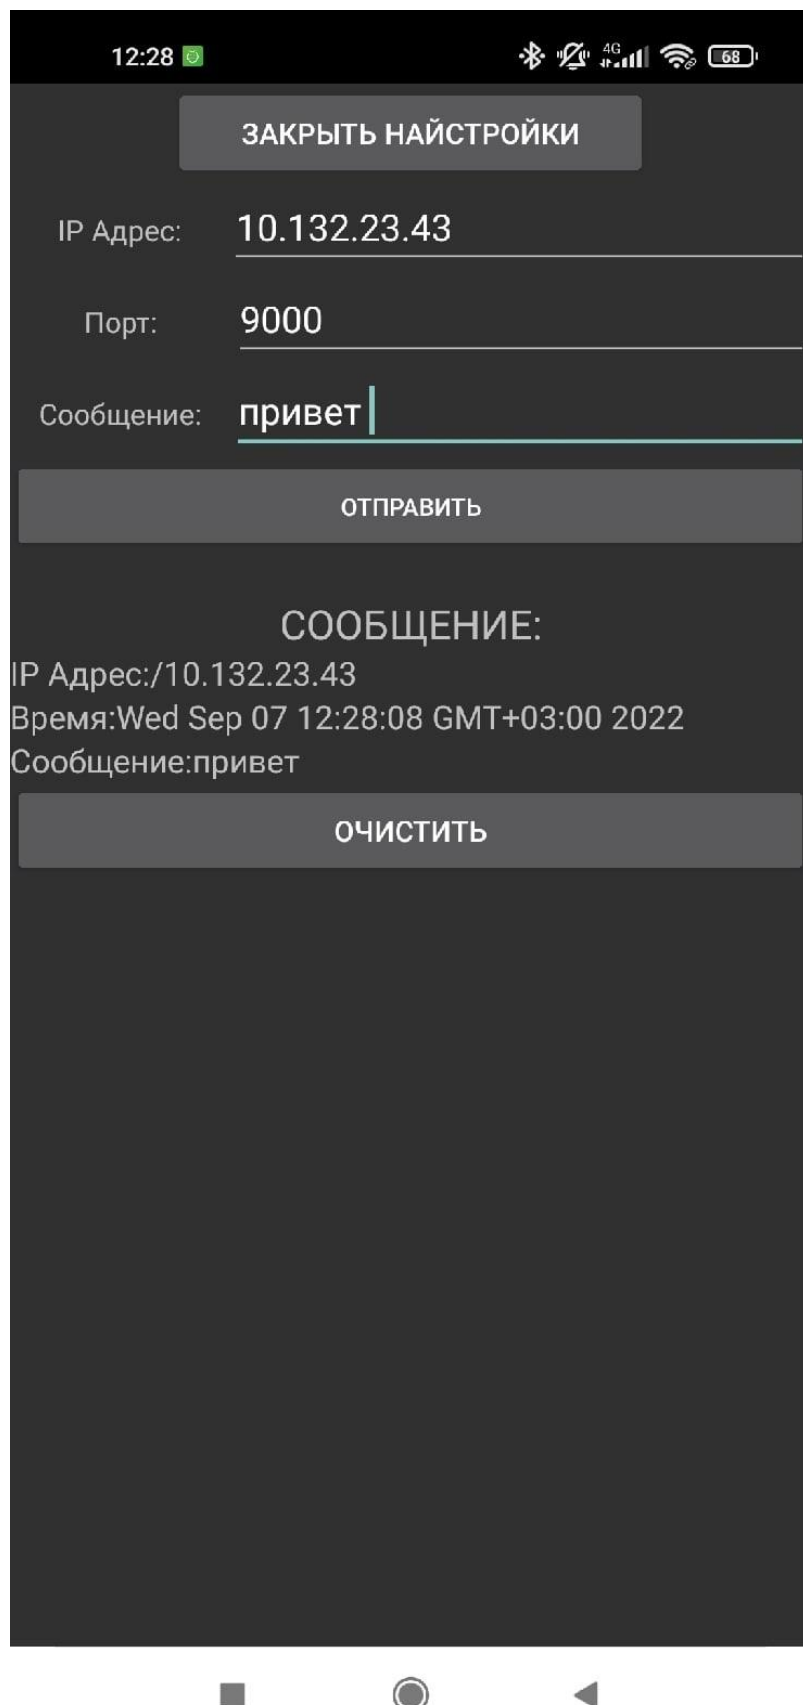 12:28
4G
68
ЗАКРЫТЬ НАЙСТРОЙКИ
IP Адрес: 10.132.23.43
Порт: 9000
Сообщение: привет
ОТПРАВИТЬ
СООБЩЕНИЕ:
IP Адрес:/10.132.23.43
Время:Wed Sep 07 12:28:08 GMT+03:00 2022
Сообщение:привет
ОЧИСТИТЬ